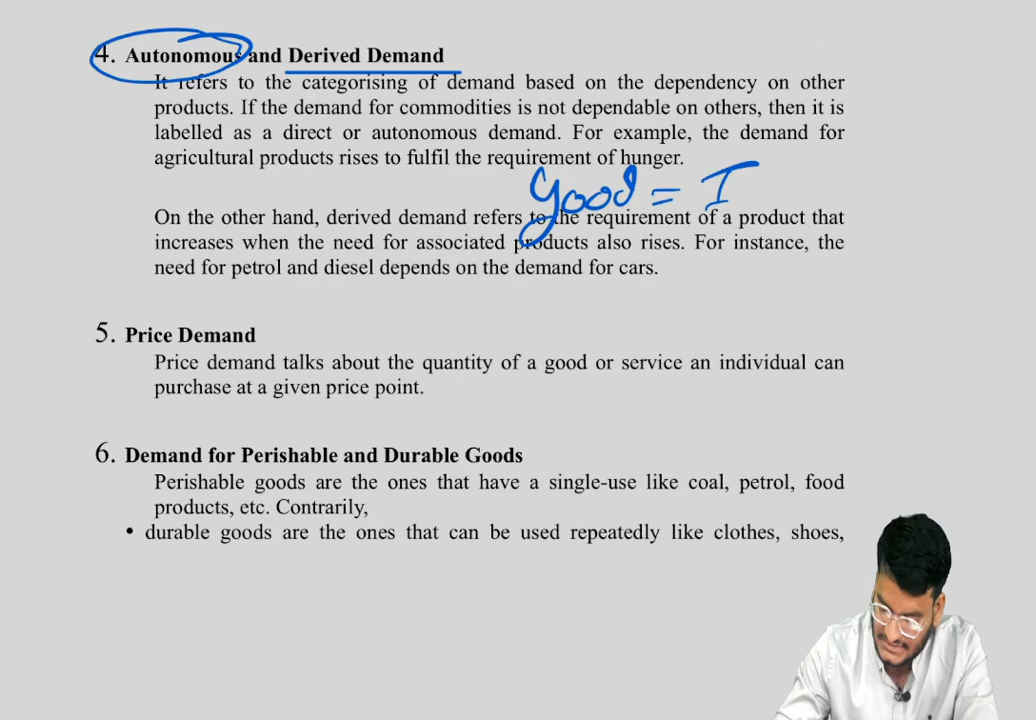 4. Autonomous and Derived Demand
It refers to the categorising of demand based on the dependency on other
products. If the demand for commodities is not dependable on others, then it is
labelled as a direct or autonomous demand. For example, the demand for
agricultural products rises to fulfil the requirement of hunger.
good = I
On the other hand, derived demand refers to the requirement of a product that
increases when the need for associated products also rises. For instance, the
need for petrol and diesel depends on the demand for cars.
5. Price Demand
Price demand talks about the quantity of a good or service an individual can
purchase at a given price point.
6. Demand for Perishable and Durable Goods
Perishable goods are the ones that have a single-use like coal, petrol, food
products, etc. Contrarily,
• durable goods are the ones that can be used repeatedly like clothes, shoes,